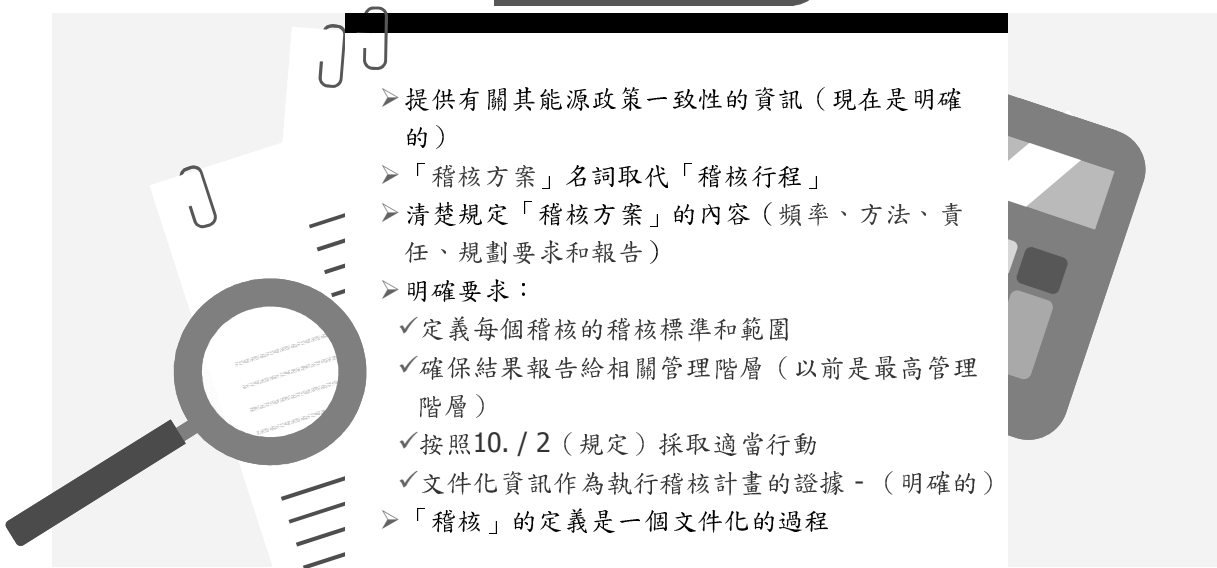 ➢提供有關其能源政策一致性的資訊（現在是明確
的）
➢「稽核方案」名詞取代「稽核行程」
➢清楚規定「稽核方案」的內容（頻率、方法、責
任、規劃要求和報告）
➢明確要求：
✓定義每個稽核的稽核標準和範圍
✓確保結果報告給相關管理階層（以前是最高管理
階層）
✓按照10. / 2（規定）採取適當行動
✓文件化資訊作為執行稽核計畫的證據 - （明確的）
➢「稽核」的定義是一個文件化的過程